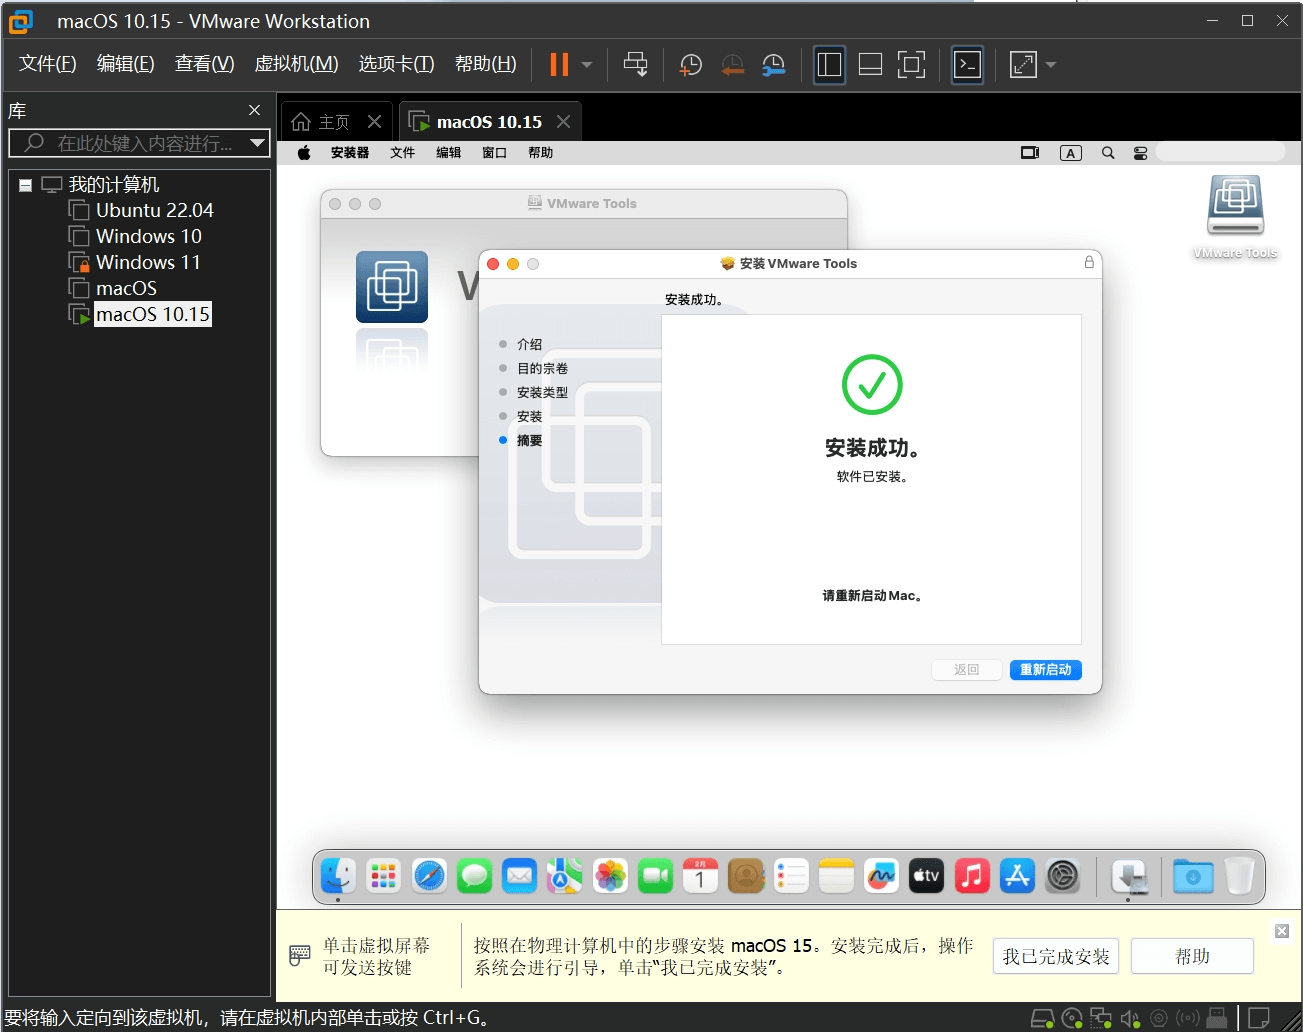 macOS 10.15 - VMware Workstation
文件(F) 编辑(E) 查看(V) 虚拟机(M) 选项卡(T) 帮助(H)
库
在此处键入内容进行...
我的计算机
Ubuntu 22.04
Windows 10
Windows 11
macOS
macOS 10.15
主页 macOS 10.15
安装器 文件 编辑 窗口 帮助 A
VMware Tools
V
VMware Tools
安装 VMware Tools
安装成功。
介绍
目的宗卷
安装类型
安装
摘要
安装成功。
软件已安装。
请重新启动 Mac。
返回 重新启动
2月
1
tv
单击虚拟屏幕
可发送按键
按照在物理计算机中的步骤安装 macOS 15。安装完成后，操作
系统会进行引导，单击“我已完成安装”。
我已完成安装 帮助
要将输入定向到该虚拟机，请在虚拟机内部单击或按 Ctrl+G。